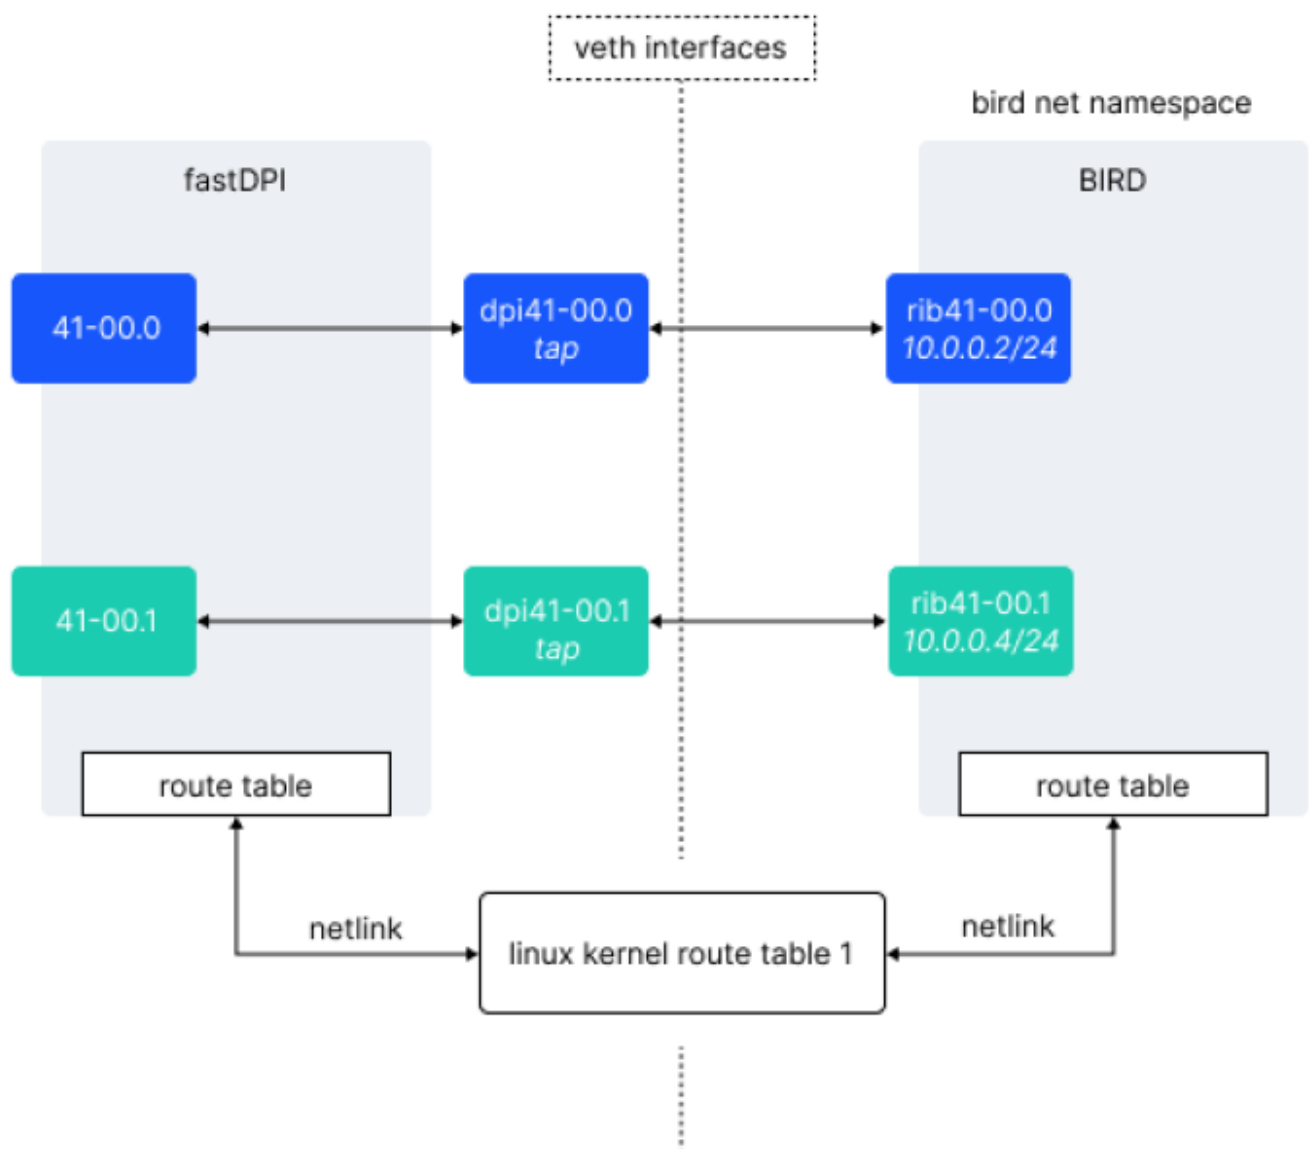 veth interfaces
bird net namespace
fastDPI
BIRD
41-00.0
dpi41-00.0
tap
rib41-00.0
10.0.0.2/24
41-00.1
dpi41-00.1
tap
rib41-00.1
10.0.0.4/24
route table
route table
netlink
netlink
linux kernel route table 1